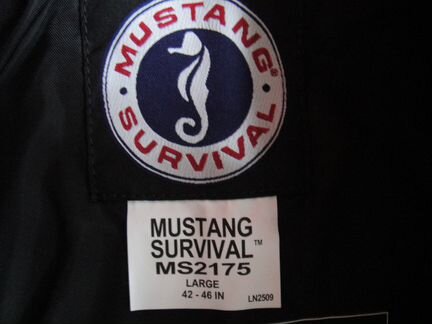 MUSTANG®
SURVIVAL
MUSTANG
SURVIVAL™
MS2175
LARGE
42 - 46 IN
LN2509